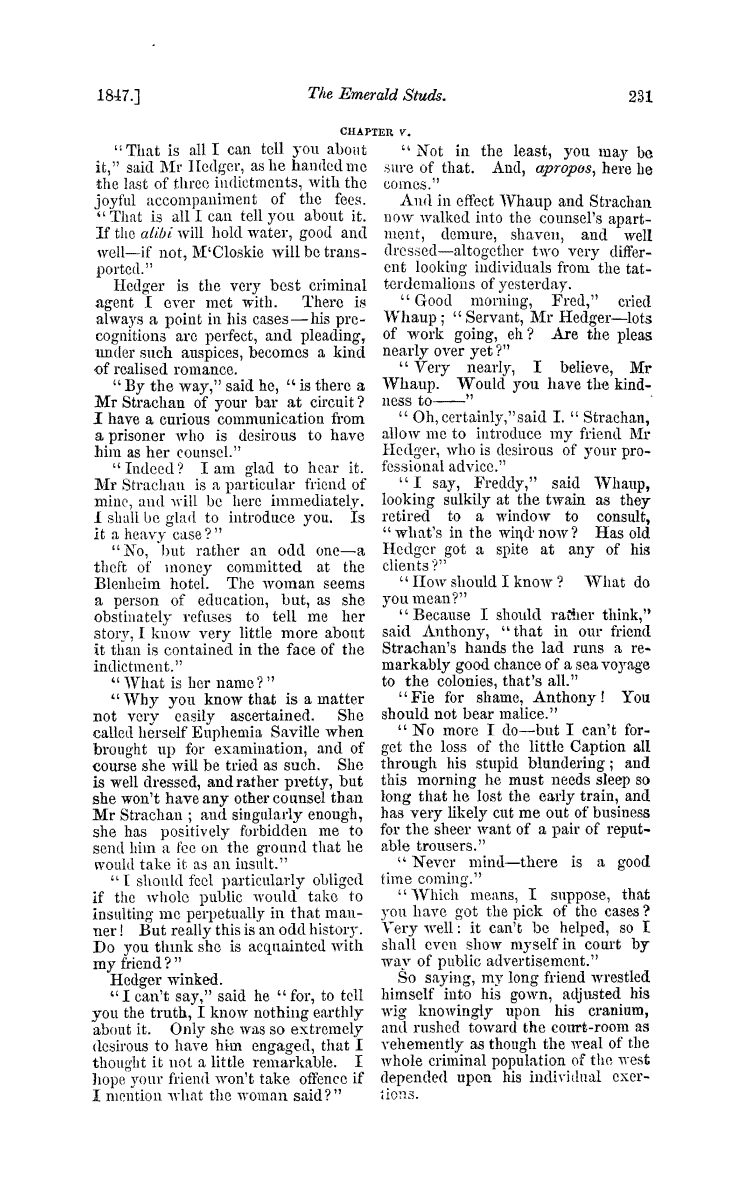 1847.] The Emerald Studs. 231
CHAPTER V.
"That is all I can tell you about
it," said Mr Hedger, as he handed me
the last of three indictments, with the
joyful accompaniment of the fees.
"That is all I can tell you about it.
If the alibi will hold water, good and
well—if not, M'Closkie will be trans-
ported."
Hedger is the very best criminal
agent I ever met with. There is
always a point in his cases—his pre-
cognitions are perfect, and pleading,
under such auspices, becomes a kind
of realised romance.
"By the way," said he, "is there a
Mr Strachan of your bar at circuit?
I have a curious communication from
a prisoner who is desirous to have
him as her counsel."
"Indeed? I am glad to hear it.
Mr Strachan is a particular friend of
mine, and will be here immediately.
I shall be glad to introduce you. Is
it a heavy case?"
"No, but rather an odd one—a
theft of money committed at the
Blenheim hotel. The woman seems
a person of education, but, as she
obstinately refuses to tell me her
story, I know very little more about
it than is contained in the face of the
indictment."
"What is her name?"
"Why you know that is a matter
not very easily ascertained. She
called herself Euphemia Saville when
brought up for examination, and of
course she will be tried as such. She
is well dressed, and rather pretty, but
she won't have any other counsel than
Mr Strachan; and singularly enough,
she has positively forbidden me to
send him a fee on the ground that he
would take it as an insult."
"I should feel particularly obliged
if the whole public would take to
insulting me perpetually in that man-
ner! But really this is an odd history.
Do you think she is acquainted with
my friend?"
Hedger winked.
"I can't say," said he "for, to tell
you the truth, I know nothing earthly
about it. Only she was so extremely
desirous to have him engaged, that I
thought it not a little remarkable. I
hope your friend won't take offence if
I mention what the woman said?"
"Not in the least, you may be
sure of that. And, apropos, here he
comes."
And in effect Whaup and Strachan
now walked into the counsel's apart-
ment, demure, shaven, and well
dressed—altogether two very differ-
ent looking individuals from the tat-
terdemalions of yesterday.
"Good morning, Fred," cried
Whaup; "Servant, Mr Hedger—lots
of work going, eh? Are the pleas
nearly over yet?"
"Very nearly, I believe, Mr
Whaup. Would you have the kind-
ness to——"
"Oh, certainly," said I. "Strachan,
allow me to introduce my friend Mr
Hedger, who is desirous of your pro-
fessional advice."
"I say, Freddy," said Whaup,
looking sulkily at the twain as they
retired to a window to consult,
"what's in the wind now? Has old
Hedger got a spite at any of his
clients?"
"How should I know? What do
you mean?"
"Because I should rather think,"
said Anthony, "that in our friend
Strachan's hands the lad runs a re-
markably good chance of a sea voyage
to the colonies, that's all."
"Fie for shame, Anthony! You
should not bear malice."
"No more I do—but I can't for-
get the loss of the little Caption all
through his stupid blundering; and
this morning he must needs sleep so
long that he lost the early train, and
has very likely cut me out of business
for the sheer want of a pair of reput-
able trousers."
"Never mind—there is a good
time coming."
"Which means, I suppose, that
you have got the pick of the cases?
Very well: it can't be helped, so I
shall even show myself in court by
way of public advertisement."
So saying, my long friend wrestled
himself into his gown, adjusted his
wig knowingly upon his cranium,
and rushed toward the court-room as
vehemently as though the weal of the
whole criminal population of the west
depended upon his individual exer-
tions.